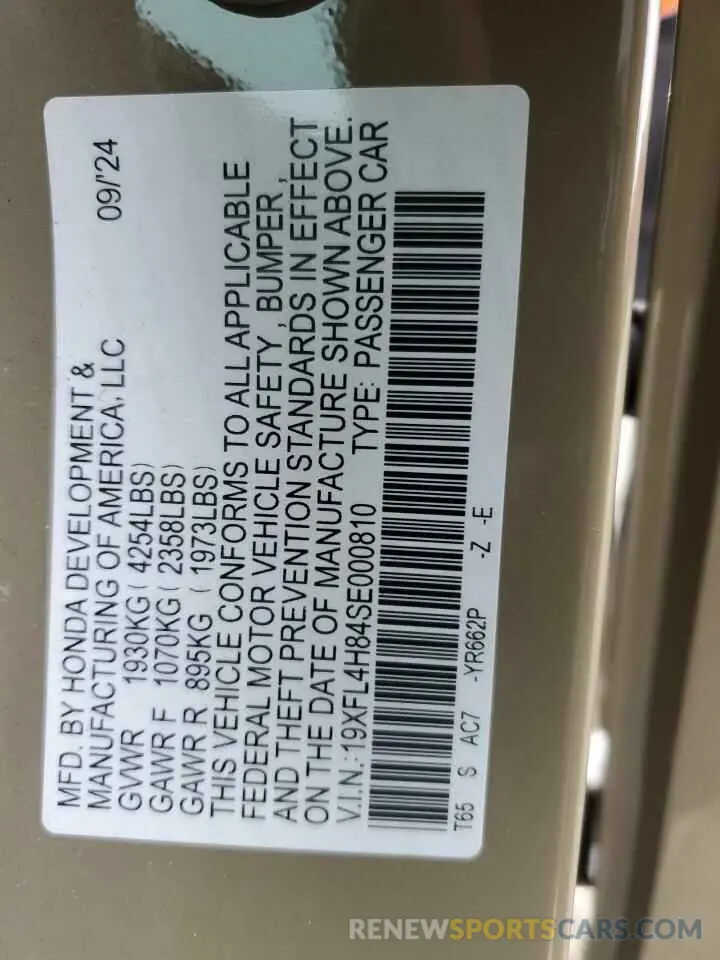 MFD. BY HONDA DEVELOPMENT &
MANUFACTURING OF AMERICA, LLC 09/'24
GVWR 1930KG ( 4254LBS)
GAWR F 1070KG ( 2358LBS)
GAWR R 895KG ( 1973LBS)
THIS VEHICLE CONFORMS TO ALL APPLICABLE
FEDERAL MOTOR VEHICLE SAFETY , BUMPER ,
AND THEFT PREVENTION STANDARDS IN EFFECT
ON THE DATE OF MANUFACTURE SHOWN ABOVE.
V.I.N.:19XFL4H84SE000810 TYPE: PASSENGER CAR
T65 S AC7 -YR662P -Z -E
RENEWSPORTSCARS.COM